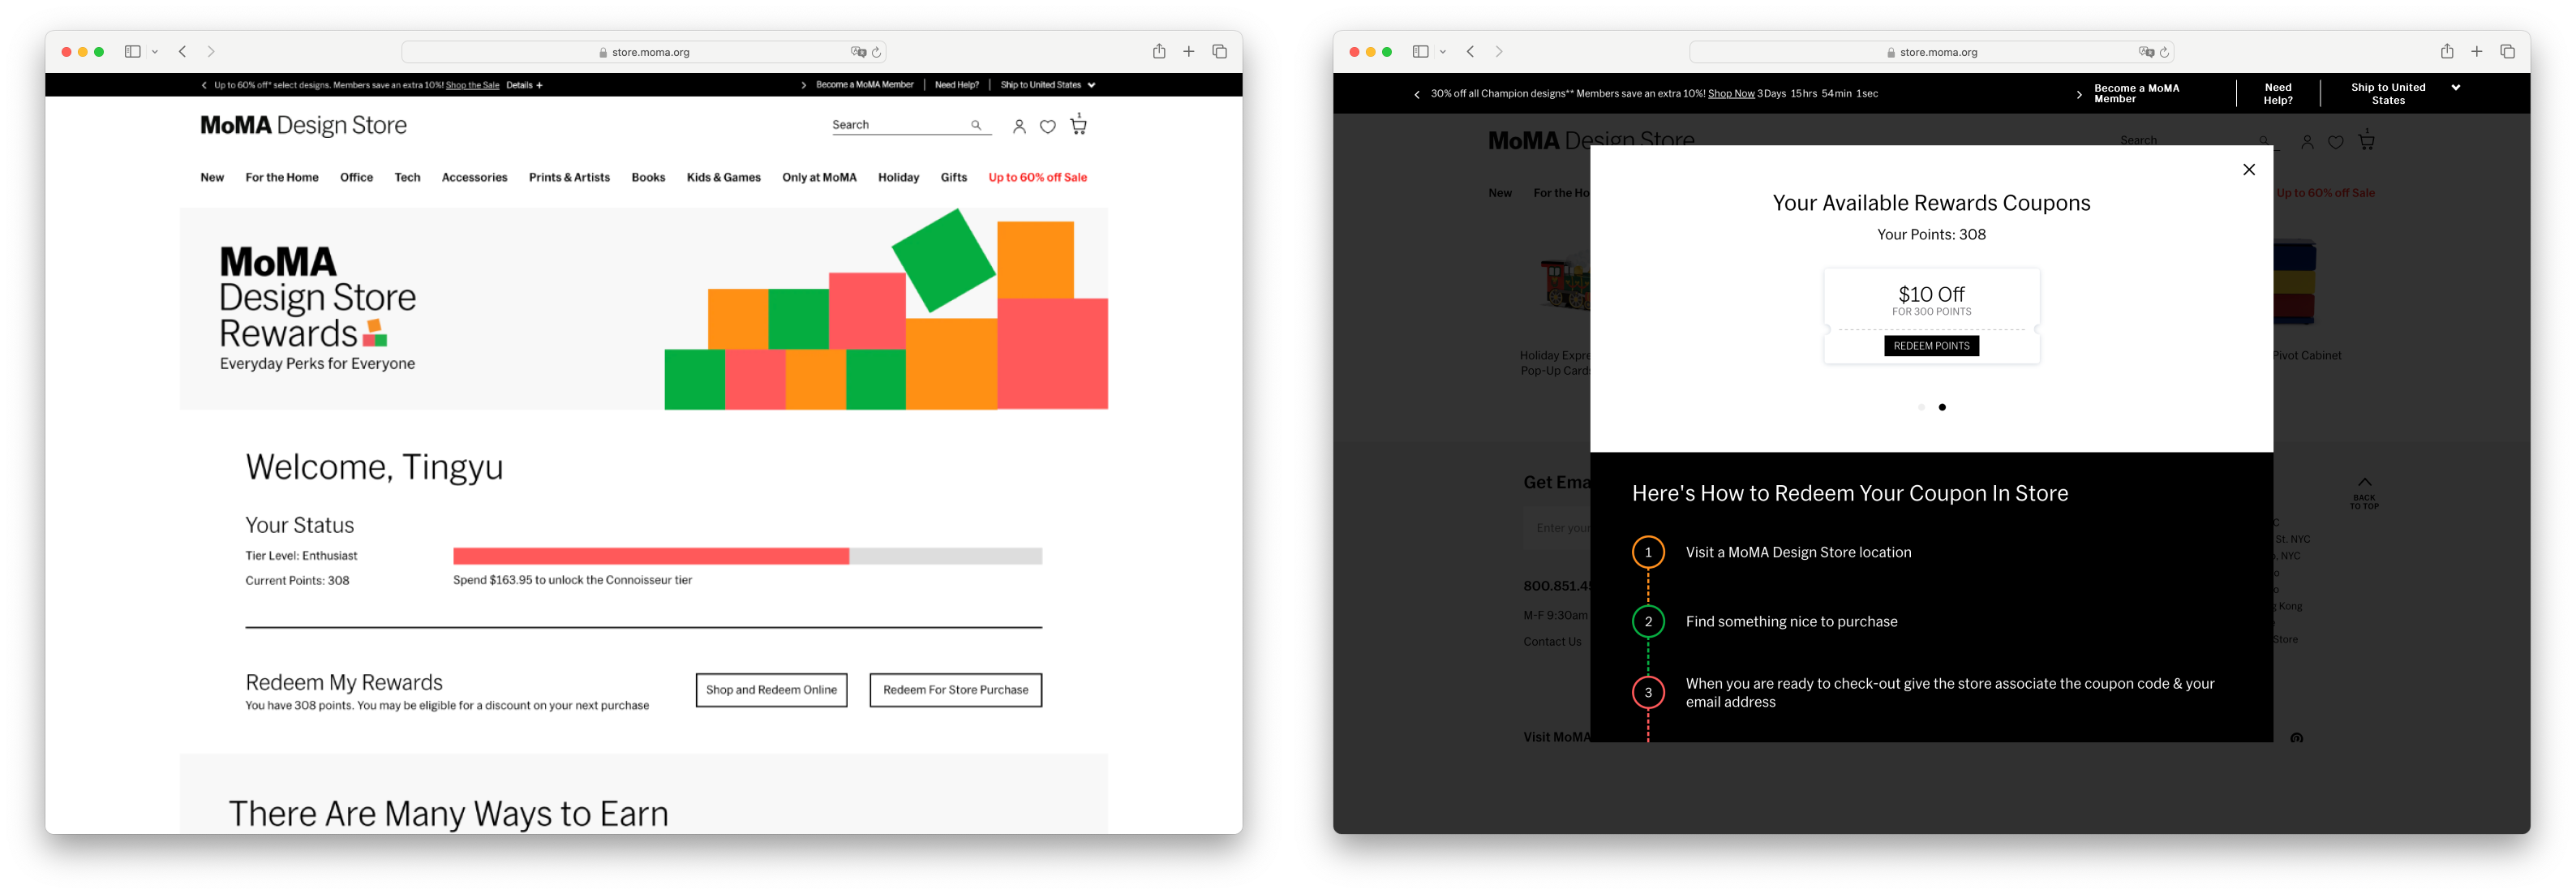 store.moma.org
Up to 60% off* select designs. Members save an extra 10%! Shop the Sale Details +
Become a MoMA Member
Need Help?
Ship to United States
MoMA Design Store
Search
1
New
For the Home
Office
Tech
Accessories
Prints & Artists
Books
Kids & Games
Only at MoMA
Holiday
Gifts
Up to 60% off Sale
MoMA
Design Store
Rewards
Everyday Perks for Everyone
Welcome, Tingyu
Your Status
Tier Level: Enthusiast
Current Points: 308
Spend $163.95 to unlock the Connoisseur tier
Redeem My Rewards
You have 308 points. You may be eligible for a discount on your next purchase
Shop and Redeem Online
Redeem For Store Purchase
There Are Many Ways to Earn
store.moma.org
30% off all Champion designs** Members save an extra 10%! Shop Now 3Days 15hrs 54min 1sec
Become a MoMA
Member
Need
Help?
Ship to United
States
MoMA Design Store
Search
1
New
For the Ho
Up to 60% off Sale
Your Available Rewards Coupons
Your Points: 308
$10 Off
FOR 300 POINTS
REDEEM POINTS
Holiday Expre
Pop-Up Card
Pivot Cabinet
Here's How to Redeem Your Coupon In Store
1
Visit a MoMA Design Store location
2
Find something nice to purchase
3
When you are ready to check-out give the store associate the coupon code & your
email address
Get Ema
Enter your
800.851.4
M-F 9:30am
Contact Us
Visit MoMA
BACK
TO TOP
St. NYC
NYC
Kong
Store